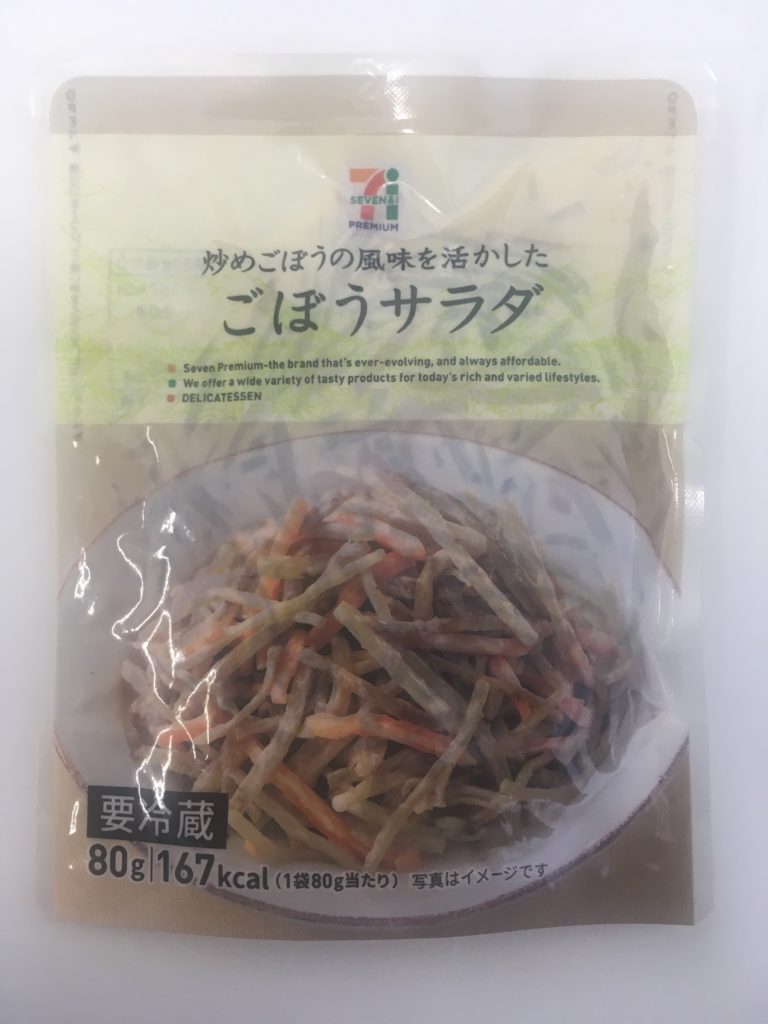 SEVEN&i
PREMIUM
炒めごぼうの風味を活かした
ごぼうサラダ
Seven Premium-the brand that's ever-evolving, and always affordable.
We offer a wide variety of tasty products for today's rich and varied lifestyles.
DELICATESSEN
要冷蔵
80g 167kcal (1袋80g当たり) 写真はイメージです